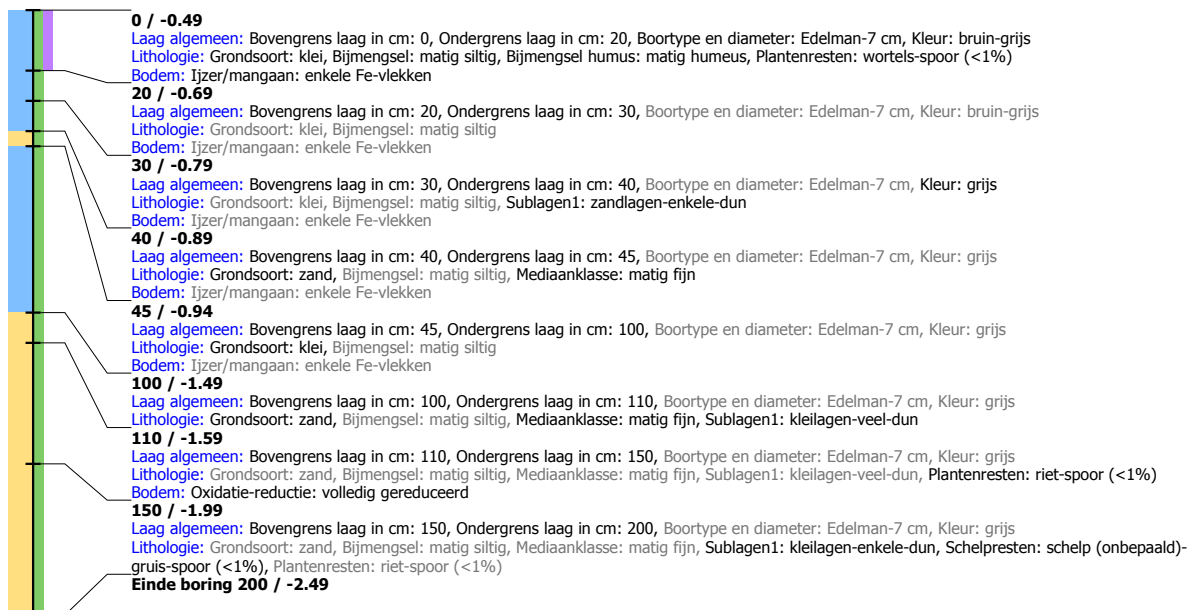 0 / -0.49
Laag algemeen: Bovengrens laag in cm: 0, Ondergrens laag in cm: 20, Boortype en diameter: Edelman-7 cm, Kleur: bruin-grijs
Lithologie: Grondsoort: klei, Bijmengsel: matig siltig, Bijmengsel humus: matig humeus, Plantenresten: wortels-spoor (<1%)
Bodem: Ijzer/mangaan: enkele Fe-vlekken
20 / -0.69
Laag algemeen: Bovengrens laag in cm: 20, Ondergrens laag in cm: 30, Boortype en diameter: Edelman-7 cm, Kleur: bruin-grijs
Lithologie: Grondsoort: klei, Bijmengsel: matig siltig
Bodem: Ijzer/mangaan: enkele Fe-vlekken
30 / -0.79
Laag algemeen: Bovengrens laag in cm: 30, Ondergrens laag in cm: 40, Boortype en diameter: Edelman-7 cm, Kleur: grijs
Lithologie: Grondsoort: klei, Bijmengsel: matig siltig, Sublagen1: zandlagen-enkele-dun
Bodem: Ijzer/mangaan: enkele Fe-vlekken
40 / -0.89
Laag algemeen: Bovengrens laag in cm: 40, Ondergrens laag in cm: 45, Boortype en diameter: Edelman-7 cm, Kleur: grijs
Lithologie: Grondsoort: zand, Bijmengsel: matig siltig, Mediaanklasse: matig fijn
Bodem: Ijzer/mangaan: enkele Fe-vlekken
45 / -0.94
Laag algemeen: Bovengrens laag in cm: 45, Ondergrens laag in cm: 100, Boortype en diameter: Edelman-7 cm, Kleur: grijs
Lithologie: Grondsoort: klei, Bijmengsel: matig siltig
Bodem: Ijzer/mangaan: enkele Fe-vlekken
100 / -1.49
Laag algemeen: Bovengrens laag in cm: 100, Ondergrens laag in cm: 110, Boortype en diameter: Edelman-7 cm, Kleur: grijs
Lithologie: Grondsoort: zand, Bijmengsel: matig siltig, Mediaanklasse: matig fijn, Sublagen1: kleilagen-veel-dun
110 / -1.59
Laag algemeen: Bovengrens laag in cm: 110, Ondergrens laag in cm: 150, Boortype en diameter: Edelman-7 cm, Kleur: grijs
Lithologie: Grondsoort: zand, Bijmengsel: matig siltig, Mediaanklasse: matig fijn, Sublagen1: kleilagen-veel-dun, Plantenresten: riet-spoor (<1%)
Bodem: Oxidatie-reductie: volledig gereduceerd
150 / -1.99
Laag algemeen: Bovengrens laag in cm: 150, Ondergrens laag in cm: 200, Boortype en diameter: Edelman-7 cm, Kleur: grijs
Lithologie: Grondsoort: zand, Bijmengsel: matig siltig, Mediaanklasse: matig fijn, Sublagen1: kleilagen-enkele-dun, Schelpresten: schelp (onbepaald)-
gruis-spoor (<1%), Plantenresten: riet-spoor (<1%)
Einde boring 200 / -2.49